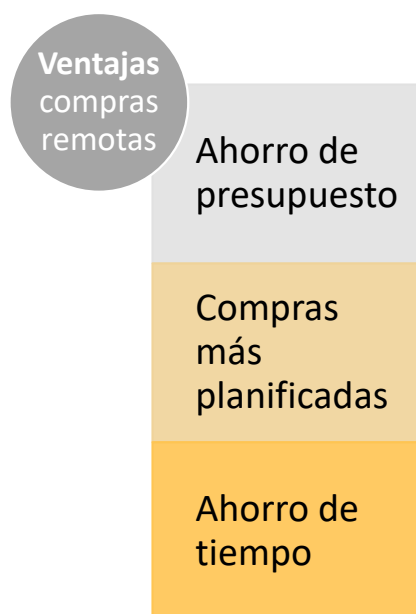 Ventajas
compras
remotas
Ahorro de
presupuesto
Compras
más
planificadas
Ahorro de
tiempo